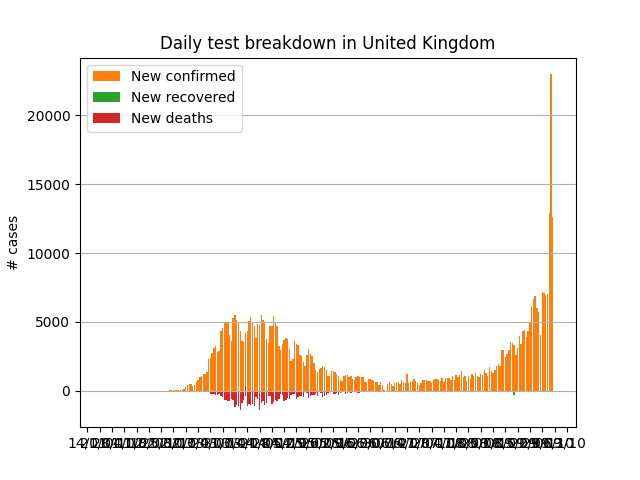 Daily test breakdown in United Kingdom
New confirmed
New recovered
New deaths
20000
15000
10000
5000
0
# cases